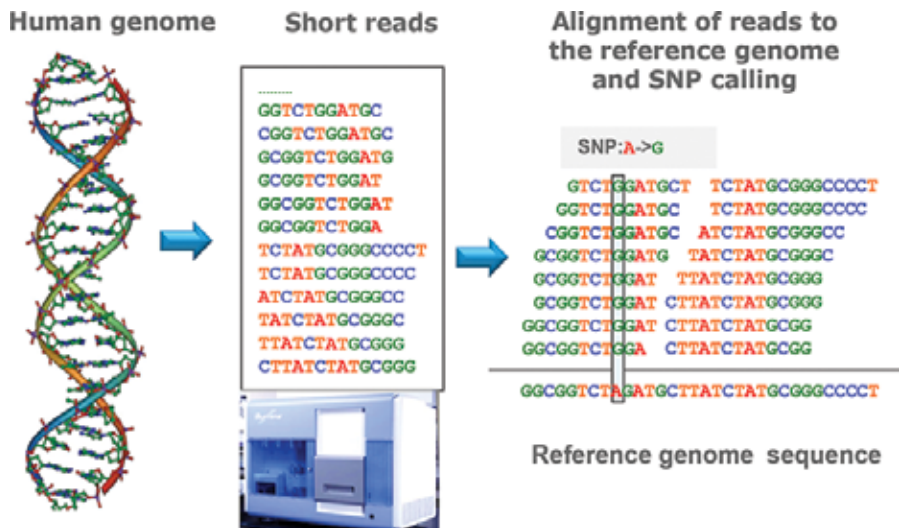 Human genome
Short reads
Alignment of reads to
the reference genome
and SNP calling
GGTCTGGATGC
CGGTCTGGATGC
GCGGTCTGGATG
GCGGTCTGGAT
GGCGGTCTGGAT
GGCGGTCTGGA
TCTATGCGGGCCCCT
TCTATGCGGGCCCC
ATCTATGCGGGCC
TATCTATGCGGGC
TTATCTATGCGGG
CTTATCTATGCGGG
SNP:A->G
GTCTGGATGCT TCTATGCGGGCCCCT
GGTCTGGATGC TCTATGCGGGCCCC
CGGTCTGGATGC ATCTATGCGGGCC
GCGGTCTGGATG TATCTATGCGGGC
GCGGTCTGGAT TTATCTATGCGGG
GCGGTCTGGAT CTTATCTATGCGGG
GGCGGTCTGGAT CTTATCTATGCGG
GGCGGTCTGGA CTTATCTATGCGG
GGCGGTCTAGATGCTTATCTATGCGGGCCCCT
Reference genome sequence